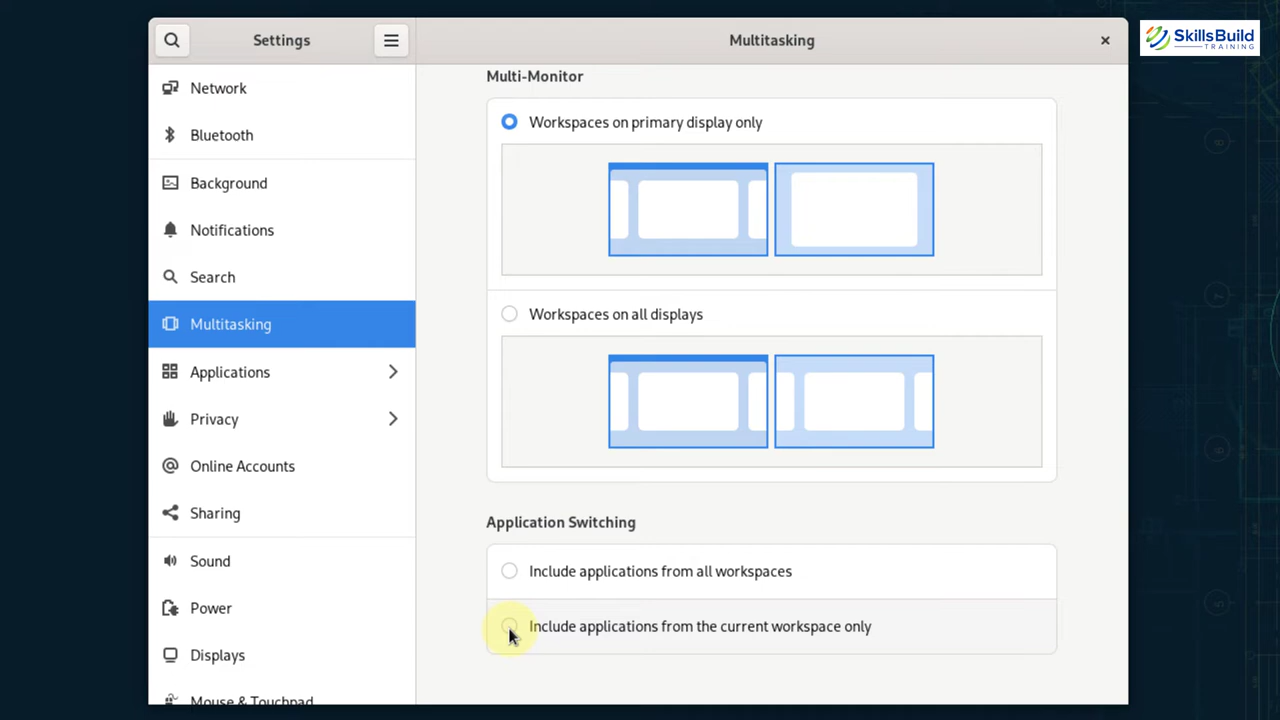 Settings
Multitasking
SkillsBuild
TRAINING
Network
Bluetooth
Background
Notifications
Search
Multitasking
Applications
Privacy
Online Accounts
Sharing
Sound
Power
Displays
Mouse & Touchpad
Multi-Monitor
Workspaces on primary display only
Workspaces on all displays
Application Switching
Include applications from all workspaces
Include applications from the current workspace only